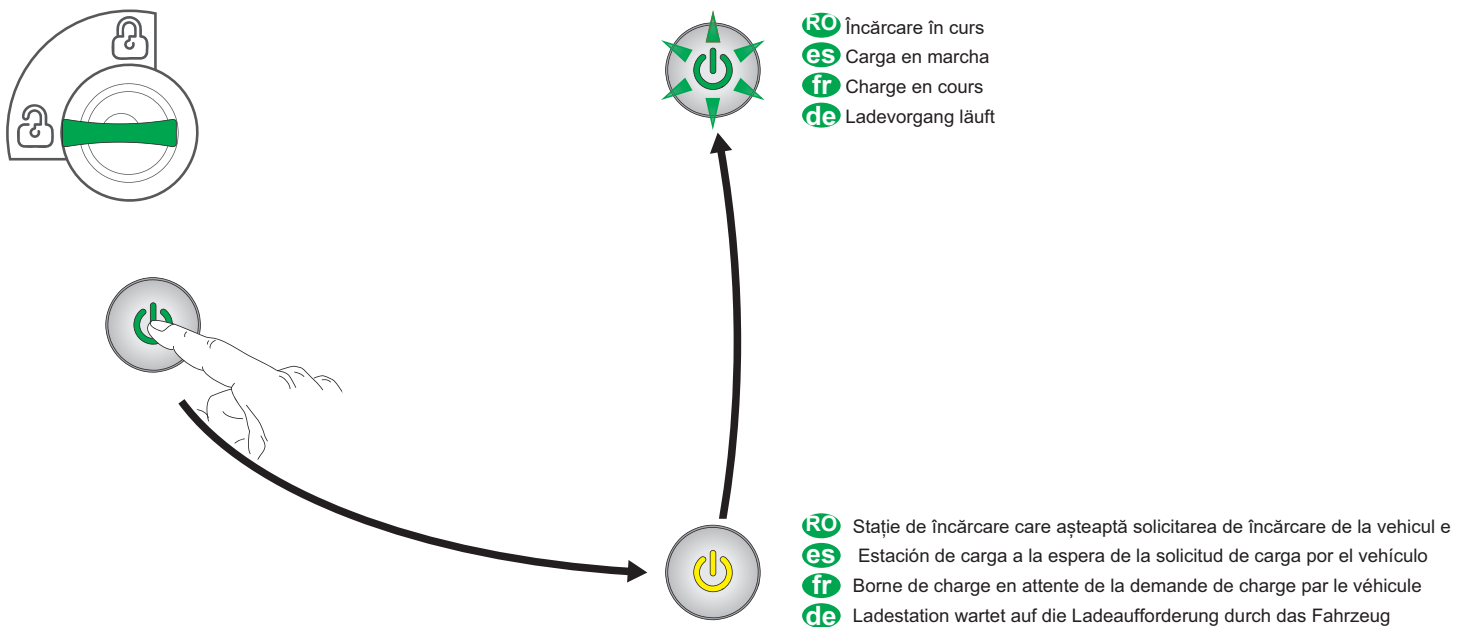 RO Încărcare în curs
es Carga en marcha
fr Charge en cours
de Ladevorgang läuft
RO Stație de încărcare care așteaptă solicitarea de încărcare de la vehicul e
es Estación de carga a la espera de la solicitud de carga por el vehículo
fr Borne de charge en attente de la demande de charge par le véhicule
de Ladestation wartet auf die Ladeaufforderung durch das Fahrzeug